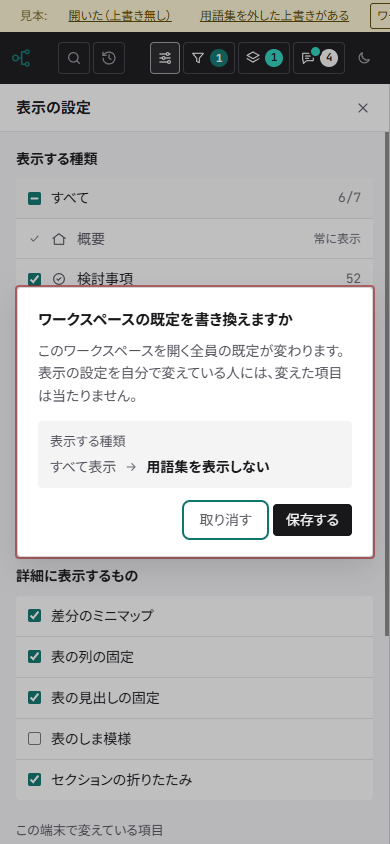 見本: 開いた（上書き無し） 用語集を外した上書きがある
1 1 4
表示の設定
表示する種類
すべて 6/7
概要 常に表示
検討事項 52
ワークスペースの既定を書き換えますか
このワークスペースを開く全員の既定が変わります。
表示の設定を自分で変えている人には、変えた項目
は当たりません。
表示する種類
すべて表示 → 用語集を表示しない
取り消す 保存する
詳細に表示するもの
差分のミニマップ
表の列の固定
表の見出しの固定
表のしま模様
セクションの折りたたみ
この端末で変えている項目